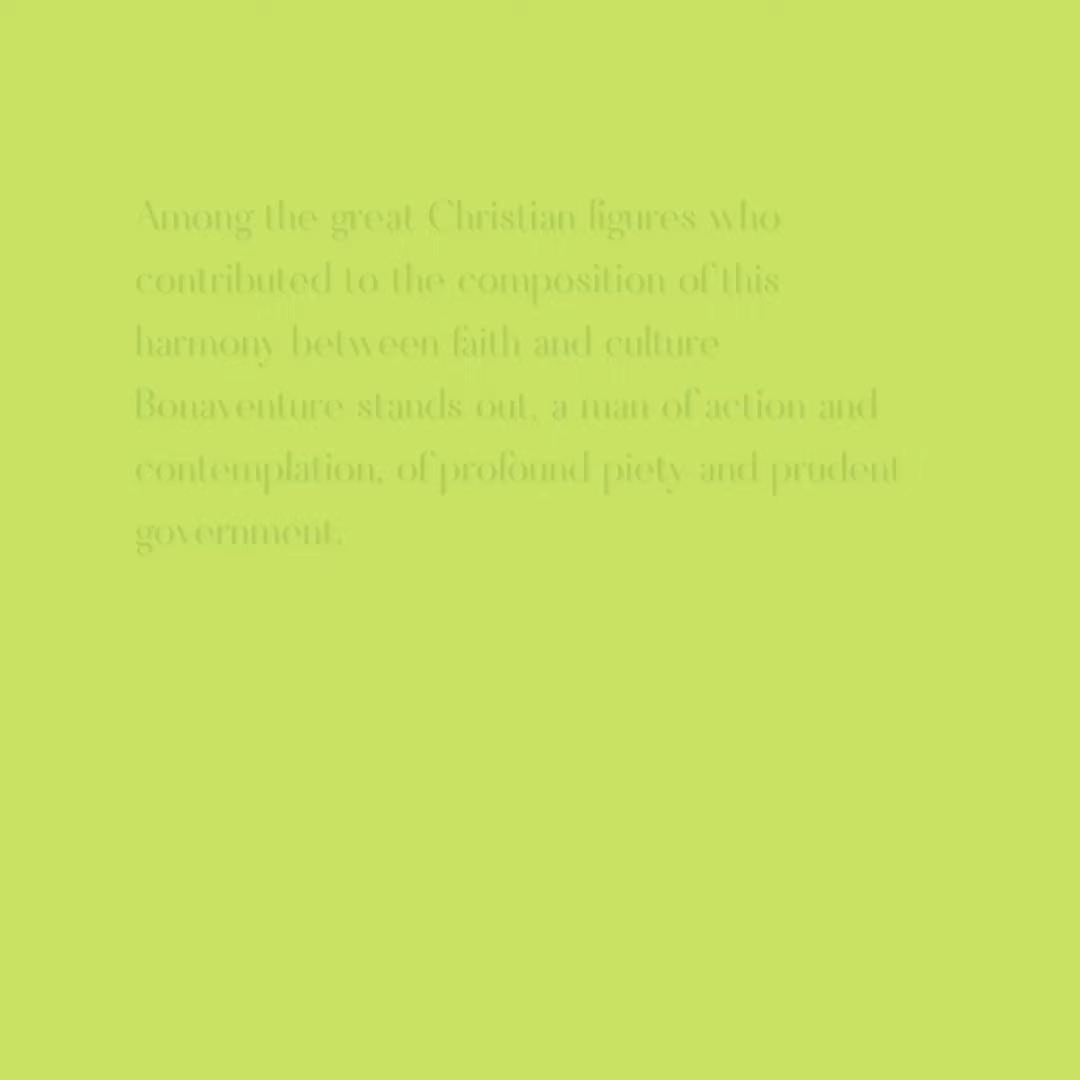 Among the great Christian figures who
contributed to the composition of this
harmony between faith and culture
Bonaventure stands out, a man of action and
contemplation, of profound piety and prudent
government.